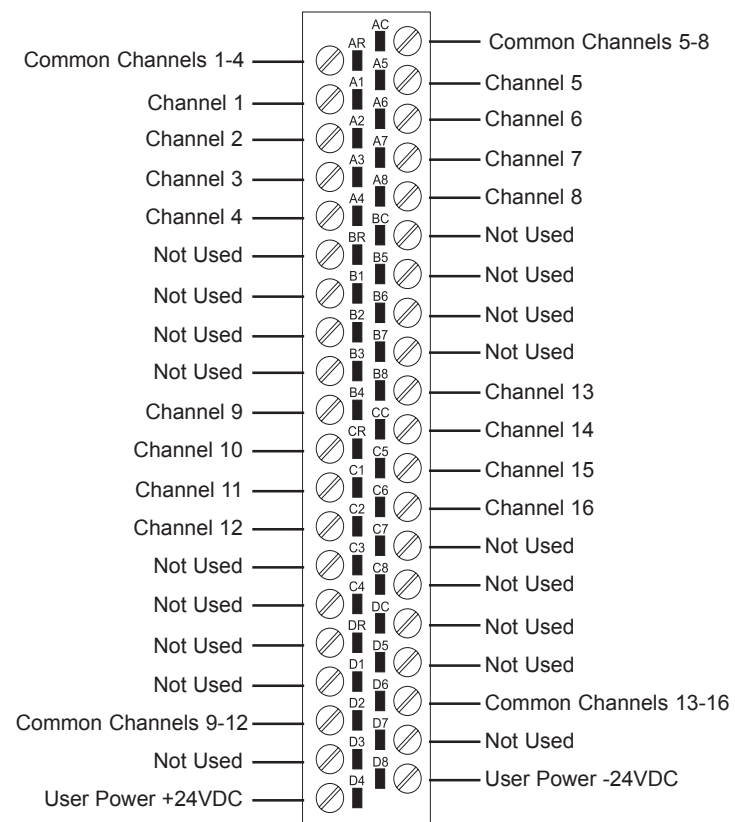 AC
Common Channels 5-8
AR
Common Channels 1-4
A5
Channel 5
A1
Channel 1
A6
Channel 6
A2
Channel 2
A7
Channel 7
A3
Channel 3
A8
Channel 8
A4
Channel 4
BC
Not Used
BR
Not Used
B5
Not Used
B1
Not Used
B6
Not Used
B2
Not Used
B7
Not Used
B3
Not Used
B8
Channel 13
B4
Channel 9
CC
Channel 14
CR
Channel 10
C5
Channel 15
C1
Channel 11
C6
Channel 16
C2
Channel 12
C7
Not Used
C3
Not Used
C8
Not Used
C4
Not Used
DC
Not Used
DR
Not Used
D5
Not Used
D1
Not Used
D6
Common Channels 13-16
D2
Common Channels 9-12
D7
Not Used
D3
Not Used
D8
User Power -24VDC
D4
User Power +24VDC